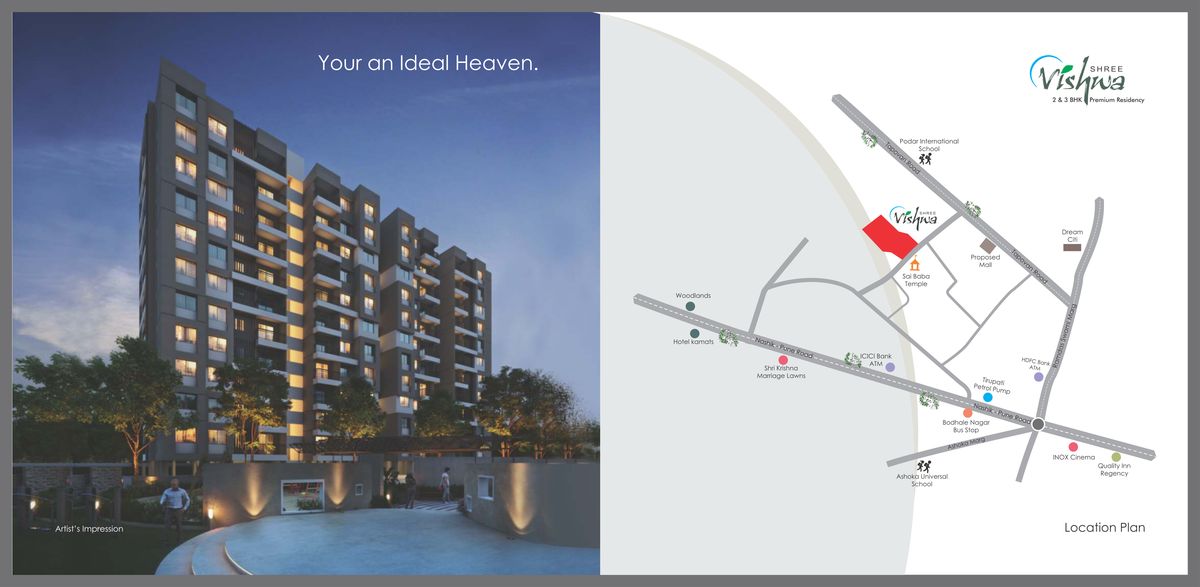 Your an Ideal Heaven.
Artist's Impression
SHREE
Vishwa
2 & 3 BHK Premium Residency
Podar International
School
Tapovan Road
SHREE
Vishwa
Sai Baba
Temple
Proposed
Mall
Dream
Citi
Tapovan Road
Ramdas Swami Marg
Woodlands
Hotel kamats
Nashik - Pune Road
Shri Krishna
Marriage Lawns
ICICI Bank
ATM
HDFC Bank
ATM
Tirupati
Petrol Pump
Nashik - Pune Road
Bodhale Nagar
Bus Stop
Ashoka Marg
INOX Cinema
Quality Inn
Regency
Ashoka Universal
School
Location Plan